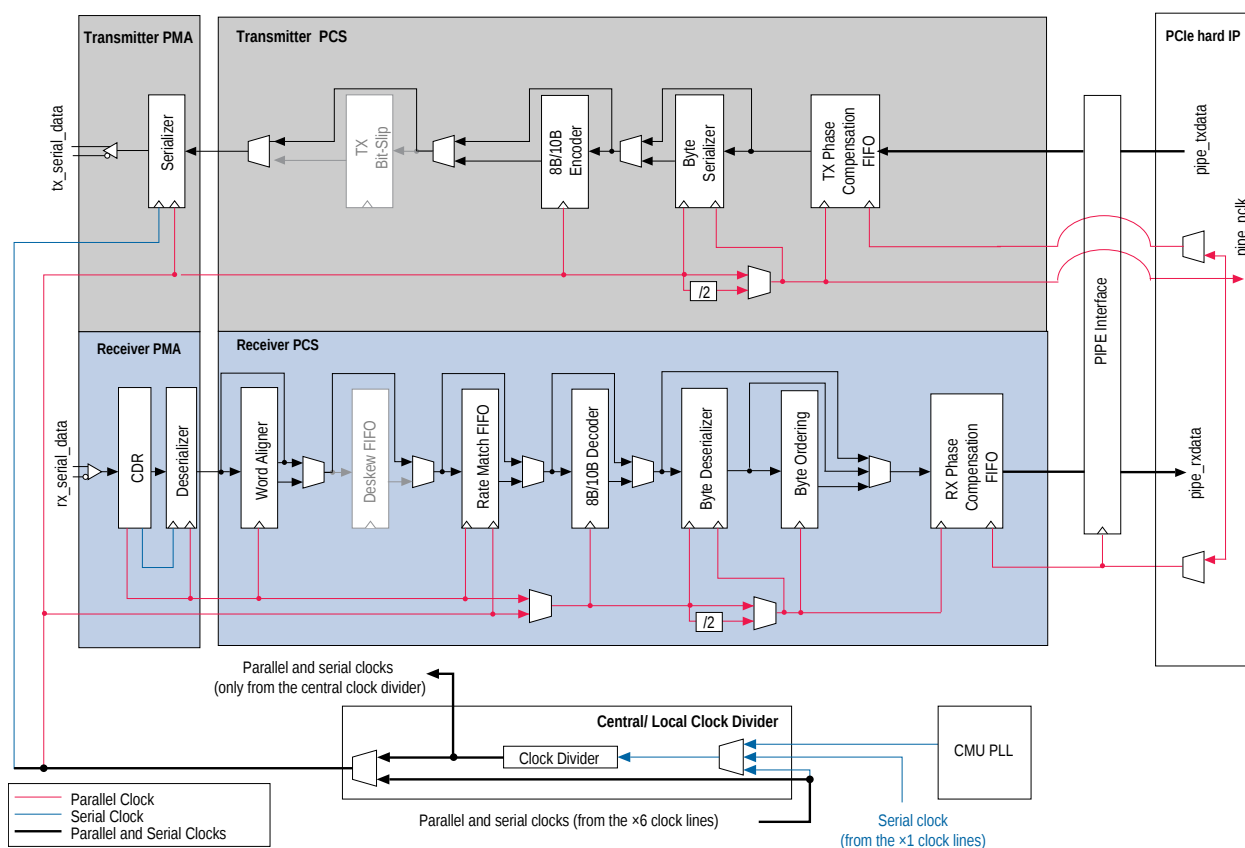 Transmitter PMA
Transmitter PCS
PCIe hard IP
tx_serial_data
Serializer
TX
Bit-Slip
8B/10B
Encoder
Byte
Serializer
TX Phase
Compensation
FIFO
pipe_txdata
pipe_pclk
/2
PIPE Interface
Receiver PMA
Receiver PCS
rx_serial_data
CDR
Deserializer
Word Aligner
Deskew FIFO
Rate Match FIFO
8B/10B Decoder
Byte Deserializer
Byte Ordering
RX Phase
Compensation
FIFO
pipe_rxdata
/2
Parallel and serial clocks
(only from the central clock divider)
Central/ Local Clock Divider
Clock Divider
CMU PLL
Parallel Clock
Serial Clock
Parallel and Serial Clocks
Parallel and serial clocks (from the ×6 clock lines)
Serial clock
(from the ×1 clock lines)